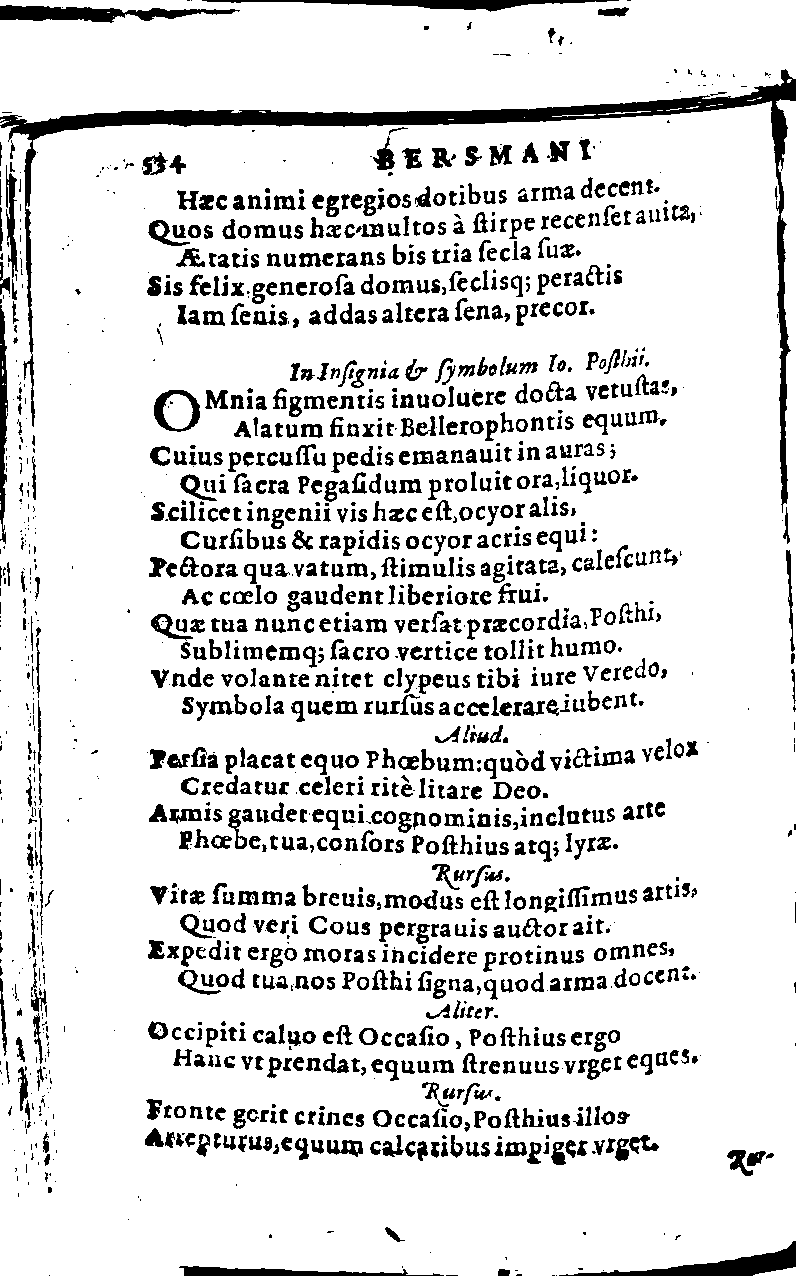 534 BERSMANI
Hæc animi egregios dotibus arma decent.
Quos domus hæc multos à ſtirpe recenſet auita,
Ætatis numerans bis tria ſecla ſuæ.
Sis felix generoſa domus, ſeclisq; peractis
Iam ſenis, addas altera ſena, precor.
In Inſignia & ſymbolum Io. Poſthii.
OMnia figmentis inuoluere docta vetuſtas,
Alatum finxit Bellerophontis equum.
Cuius percuſſu pedis emanauit in auras;
Qui ſacra Pegaſidum proluit ora, liquor.
Scilicet ingenii vis hæc eſt, ocyor alis,
Curſibus & rapidis ocyor acris equi:
Pectora qua vatum, ſtimulis agitata, caleſcunt,
Ac cœlo gaudent liberiore frui.
Quæ tua nunc etiam verſat præcordia, Poſthi,
Sublimemq; ſacro vertice tollit humo.
Vnde volante nitet clypeus tibi iure Veredo,
Symbola quem rurſus accelerare iubent.
Aliud.
Perſia placat equo Phœbum: quòd victima velox
Credatur celeri ritè litare Deo.
Armis gaudet equi cognominis, inclutus arte
Phœbe, tua, conſors Poſthius atq; lyræ.
Rurſus.
Vitæ ſumma breuis, modus eſt longiſſimus artis,
Quod veri Cous pergrauis auctor ait.
Expedit ergo moras incidere protinus omnes,
Quod tua nos Poſthi ſigna, quod arma docent.
Aliter.
Occipiti caluo eſt Occaſio, Poſthius ergo
Hanc vt prendat, equum ſtrenuus vrget eques.
Rurſus.
Fronte gerit crines Occaſio, Poſthius illos
Arrepturus, equum calcaribus impiger vrget.
Rur-